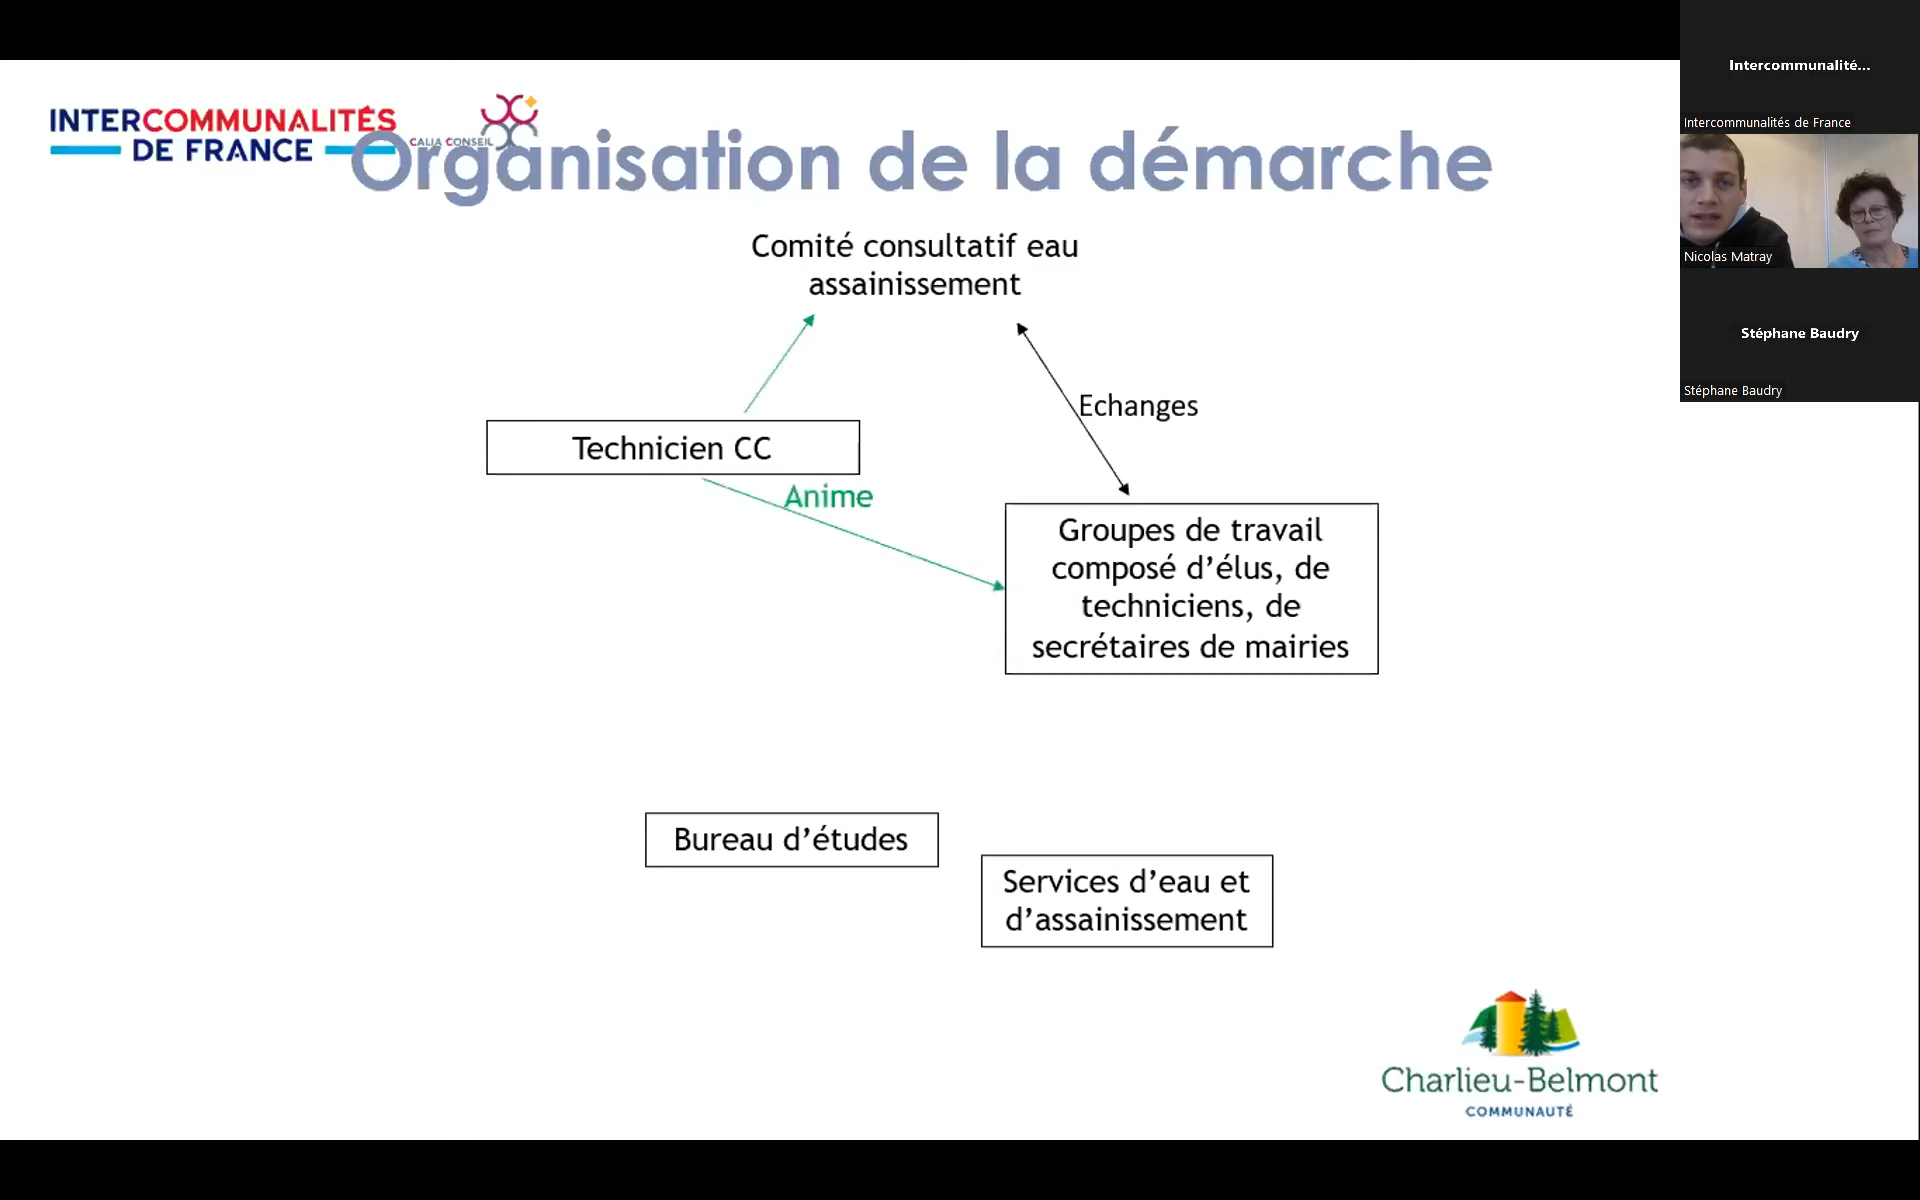 INTERCOMMUNALITÉS
DE FRANCE
CALIA CONSEIL
Organisation de la démarche
Comité consultatif eau
assainissement
Echanges
Technicien CC
Anime
Groupes de travail
composé d’élus, de
techniciens, de
secrétaires de mairies
Bureau d’études
Services d’eau et
d’assainissement
Charlieu-Belmont
COMMUNAUTÉ
Intercommunalité...
Intercommunalités de France
Nicolas Matray
Stéphane Baudry
Stéphane Baudry